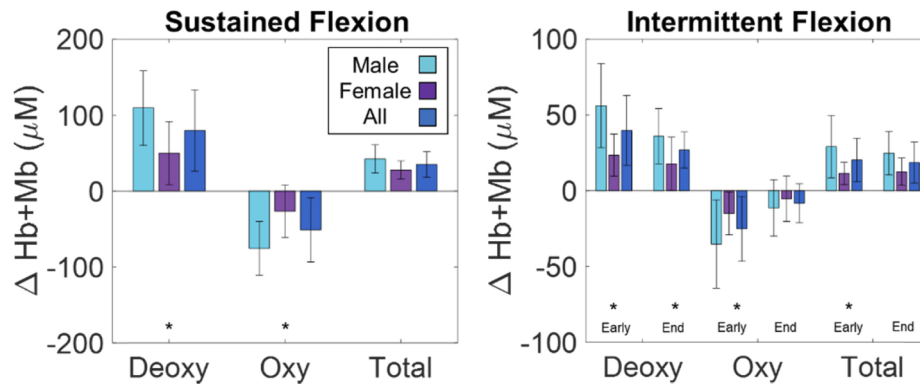 Sustained Flexion
200
100
0
-100
-200
Δ Hb+Mb (μM)
Male
Female
All
*
*
Deoxy
Oxy
Total
Intermittent Flexion
100
50
0
-50
-100
Δ Hb+Mb (μM)
*
*
*
*
Early
End
Early
End
Early
End
Deoxy
Oxy
Total